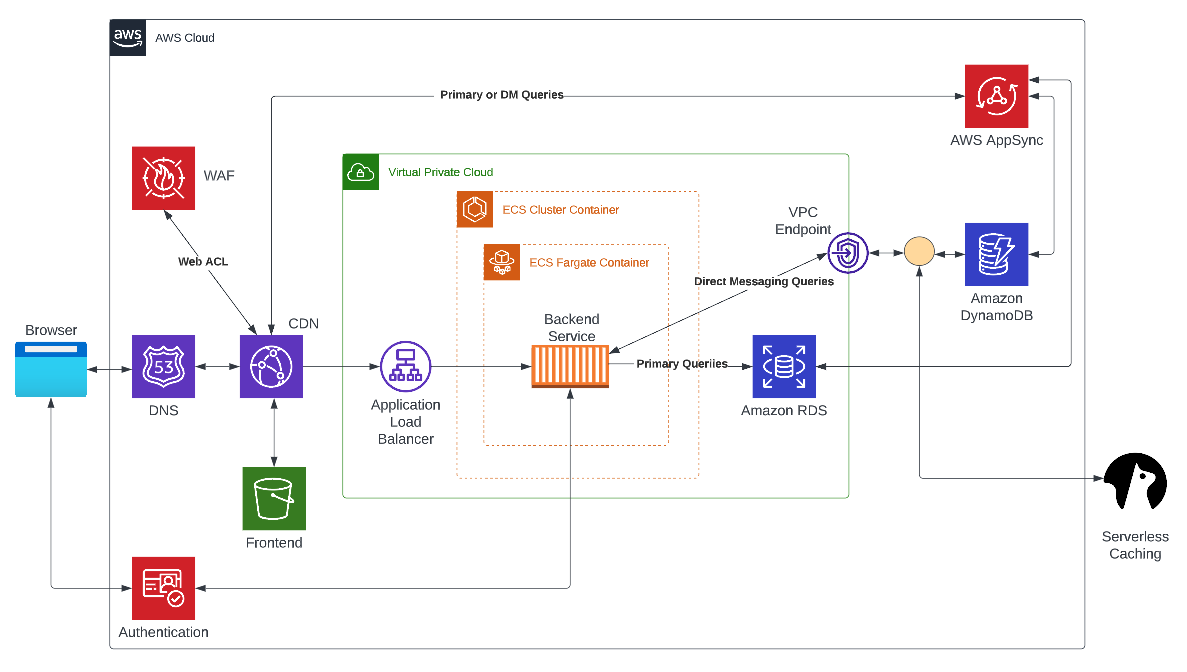 aws
AWS Cloud
Primary or DM Queries
AWS AppSync
WAF
Virtual Private Cloud
ECS Cluster Container
VPC
Endpoint
Web ACL
ECS Fargate Container
Direct Messaging Queries
Amazon
DynamoDB
Browser
CDN
Backend
Service
53
Primary Queriies
DNS
Application
Load
Balancer
Amazon RDS
Frontend
Serverless
Caching
Authentication